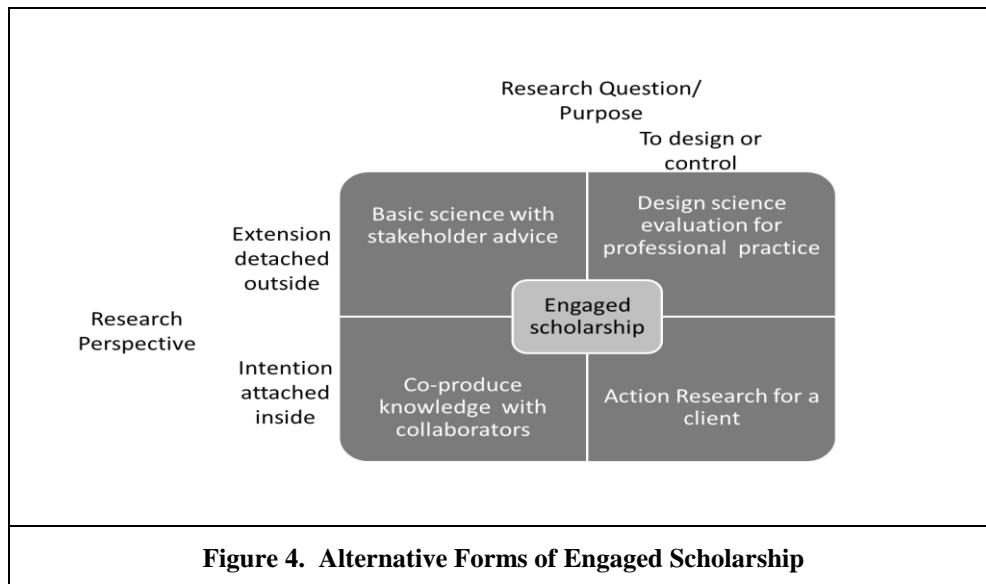 Research Question/
Purpose
To design or
control
Basic science with
stakeholder advice
Design science
evaluation for
professional practice
Extension
detached
outside
Engaged
scholarship
Research
Perspective
Intention
attached
inside
Co-produce
knowledge with
collaborators
Action Research for a
client
Figure 4. Alternative Forms of Engaged Scholarship